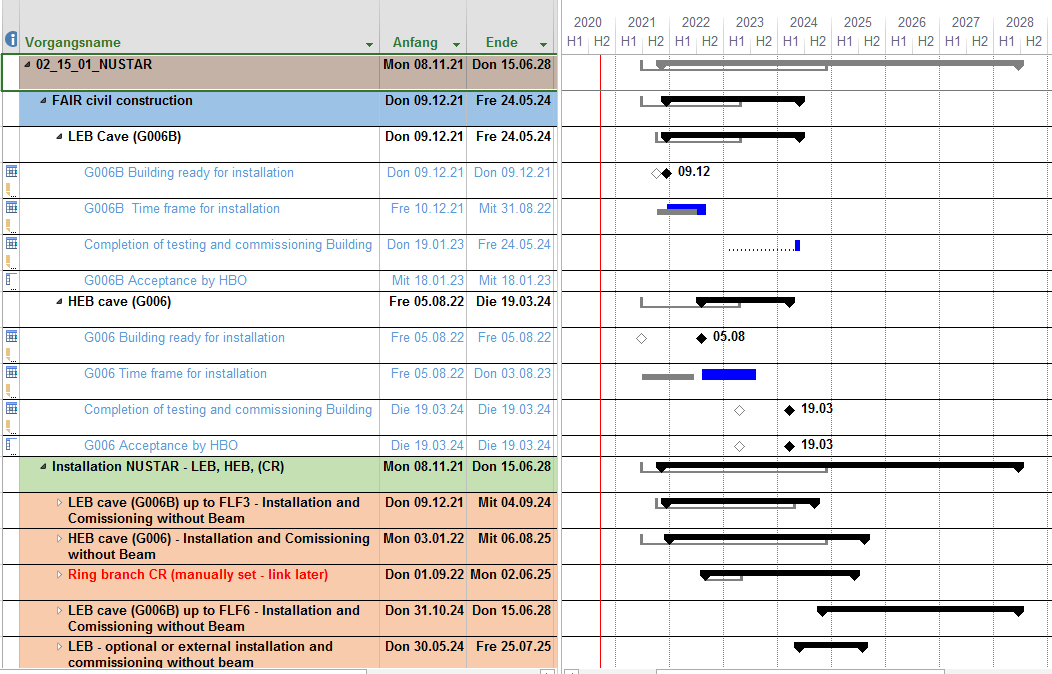 2020 2021 2022 2023 2024 2025 2026 2027 2028
Vorgangsname Anfang Ende H1 H2 H1 H2 H1 H2 H1 H2 H1 H2 H1 H2 H1 H2 H1 H2 H1 H2
02_15_01_NUSTAR Mon 08.11.21 Don 15.06.28
FAIR civil construction Don 09.12.21 Fre 24.05.24
LEB Cave (G006B) Don 09.12.21 Fre 24.05.24
G006B Building ready for installation Don 09.12.21 Don 09.12.21 09.12
G006B Time frame for installation Fre 10.12.21 Mit 31.08.22
Completion of testing and commissioning Building Don 19.01.23 Fre 24.05.24
G006B Acceptance by HBO Mit 18.01.23 Mit 18.01.23
HEB cave (G006) Fre 05.08.22 Die 19.03.24
G006 Building ready for installation Fre 05.08.22 Fre 05.08.22 05.08
G006 Time frame for installation Fre 05.08.22 Don 03.08.23
Completion of testing and commissioning Building Die 19.03.24 Die 19.03.24 19.03
G006 Acceptance by HBO Die 19.03.24 Die 19.03.24 19.03
Installation NUSTAR - LEB, HEB, (CR) Mon 08.11.21 Don 15.06.28
LEB cave (G006B) up to FLF3 - Installation and Don 09.12.21 Mit 04.09.24
Comissioning without Beam
HEB cave (G006) - Installation and Comissioning Mon 03.01.22 Mit 06.08.25
without Beam
Ring branch CR (manually set - link later) Don 01.09.22 Mon 02.06.25
LEB cave (G006B) up to FLF6 - Installation and Don 31.10.24 Don 15.06.28
Comissioning without Beam
LEB - optional or external installation and Don 30.05.24 Fre 25.07.25
commissioning without beam